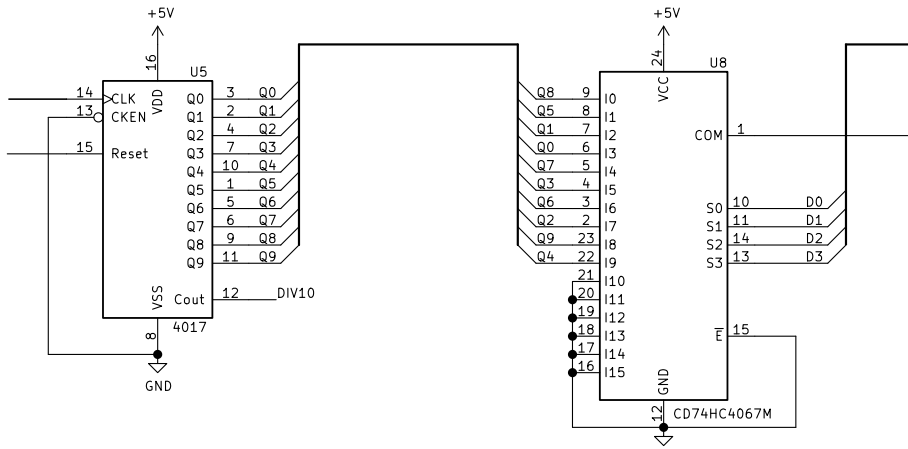 +5V
16
U5
14 CLK VDD Q0 3 Q0
13 CKEN Q1 2 Q1
Q2 4 Q2
15 Reset Q3 7 Q3
Q4 10 Q4
Q5 1 Q5
Q6 5 Q6
Q7 6 Q7
Q8 9 Q8
Q9 11 Q9
VSS Cout 12 DIV10
8 4017
GND
+5V
24
U8
VCC
Q8 9 I0
Q5 8 I1
Q1 7 I2 COM 1
Q0 6 I3
Q7 5 I4
Q3 4 I5
Q6 3 I6 S0 10 D0
Q2 2 I7 S1 11 D1
Q9 23 I8 S2 14 D2
Q4 22 I9 S3 13 D3
21 I10
20 I11
19 I12
18 I13 E 15
17 I14
16 I15
GND
12 CD74HC4067M